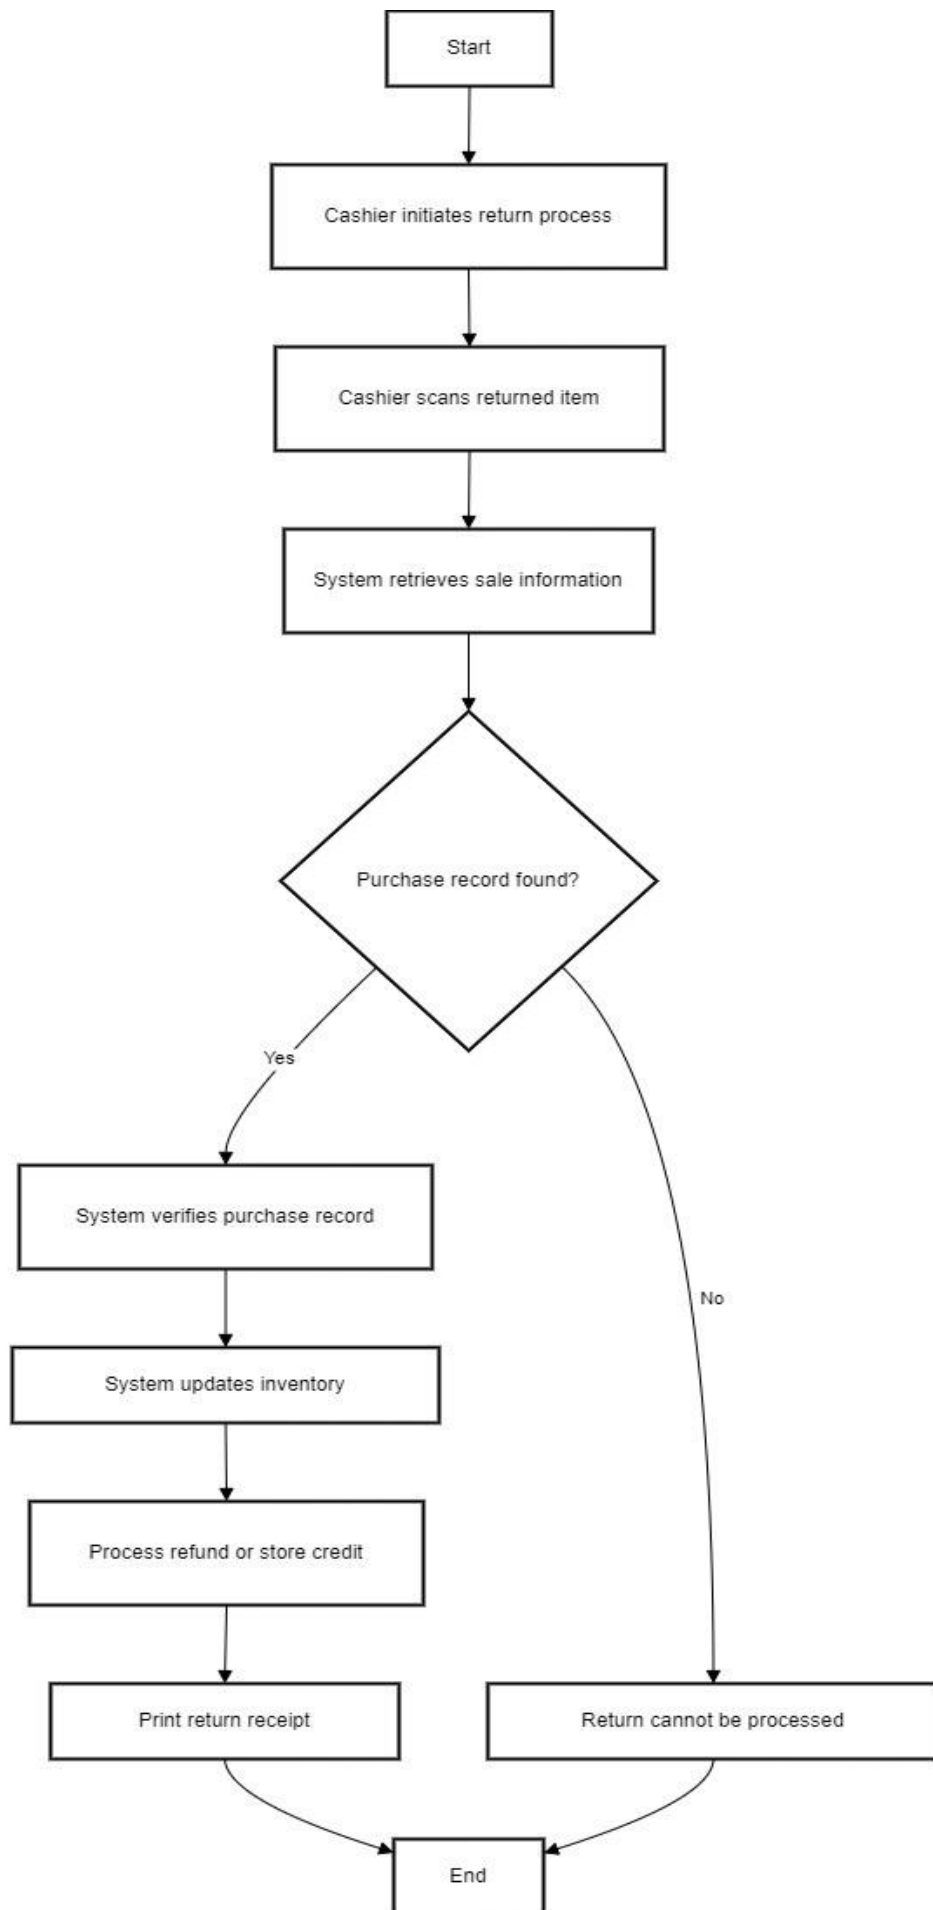 Start
Cashier initiates return process
Cashier scans returned item
System retrieves sale information
Purchase record found?
Yes
System verifies purchase record
No
System updates inventory
Process refund or store credit
Print return receipt
Return cannot be processed
End